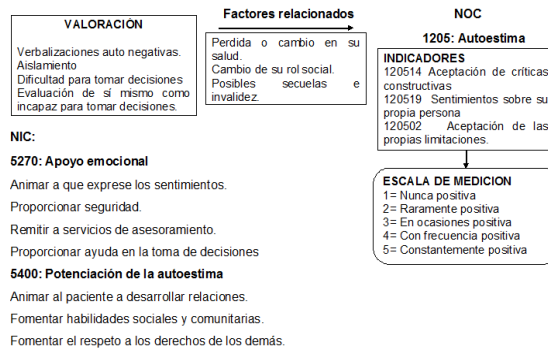 VALORACIÓN
Verbalizaciones auto negativas.
Aislamiento
Dificultad para tomar decisiones
Evaluación de sí mismo como
incapaz para tomar decisiones.
Factores relacionados
Perdida o cambio en su
salud.
Cambio de su rol social.
Posibles secuelas e
invalidez.
NOC
1205: Autoestima
INDICADORES
120514 Aceptación de críticas
constructivas
120519 Sentimientos sobre su
propia persona
120502 Aceptación de las
propias limitaciones.
ESCALA DE MEDICION
1= Nunca positiva
2= Raramente positiva
3= En ocasiones positiva
4= Con frecuencia positiva
5= Constantemente positiva
NIC:
5270: Apoyo emocional
Animar a que exprese los sentimientos.
Proporcionar seguridad.
Remitir a servicios de asesoramiento.
Proporcionar ayuda en la toma de decisiones
5400: Potenciación de la autoestima
Animar al paciente a desarrollar relaciones.
Fomentar habilidades sociales y comunitarias.
Fomentar el respeto a los derechos de los demás.